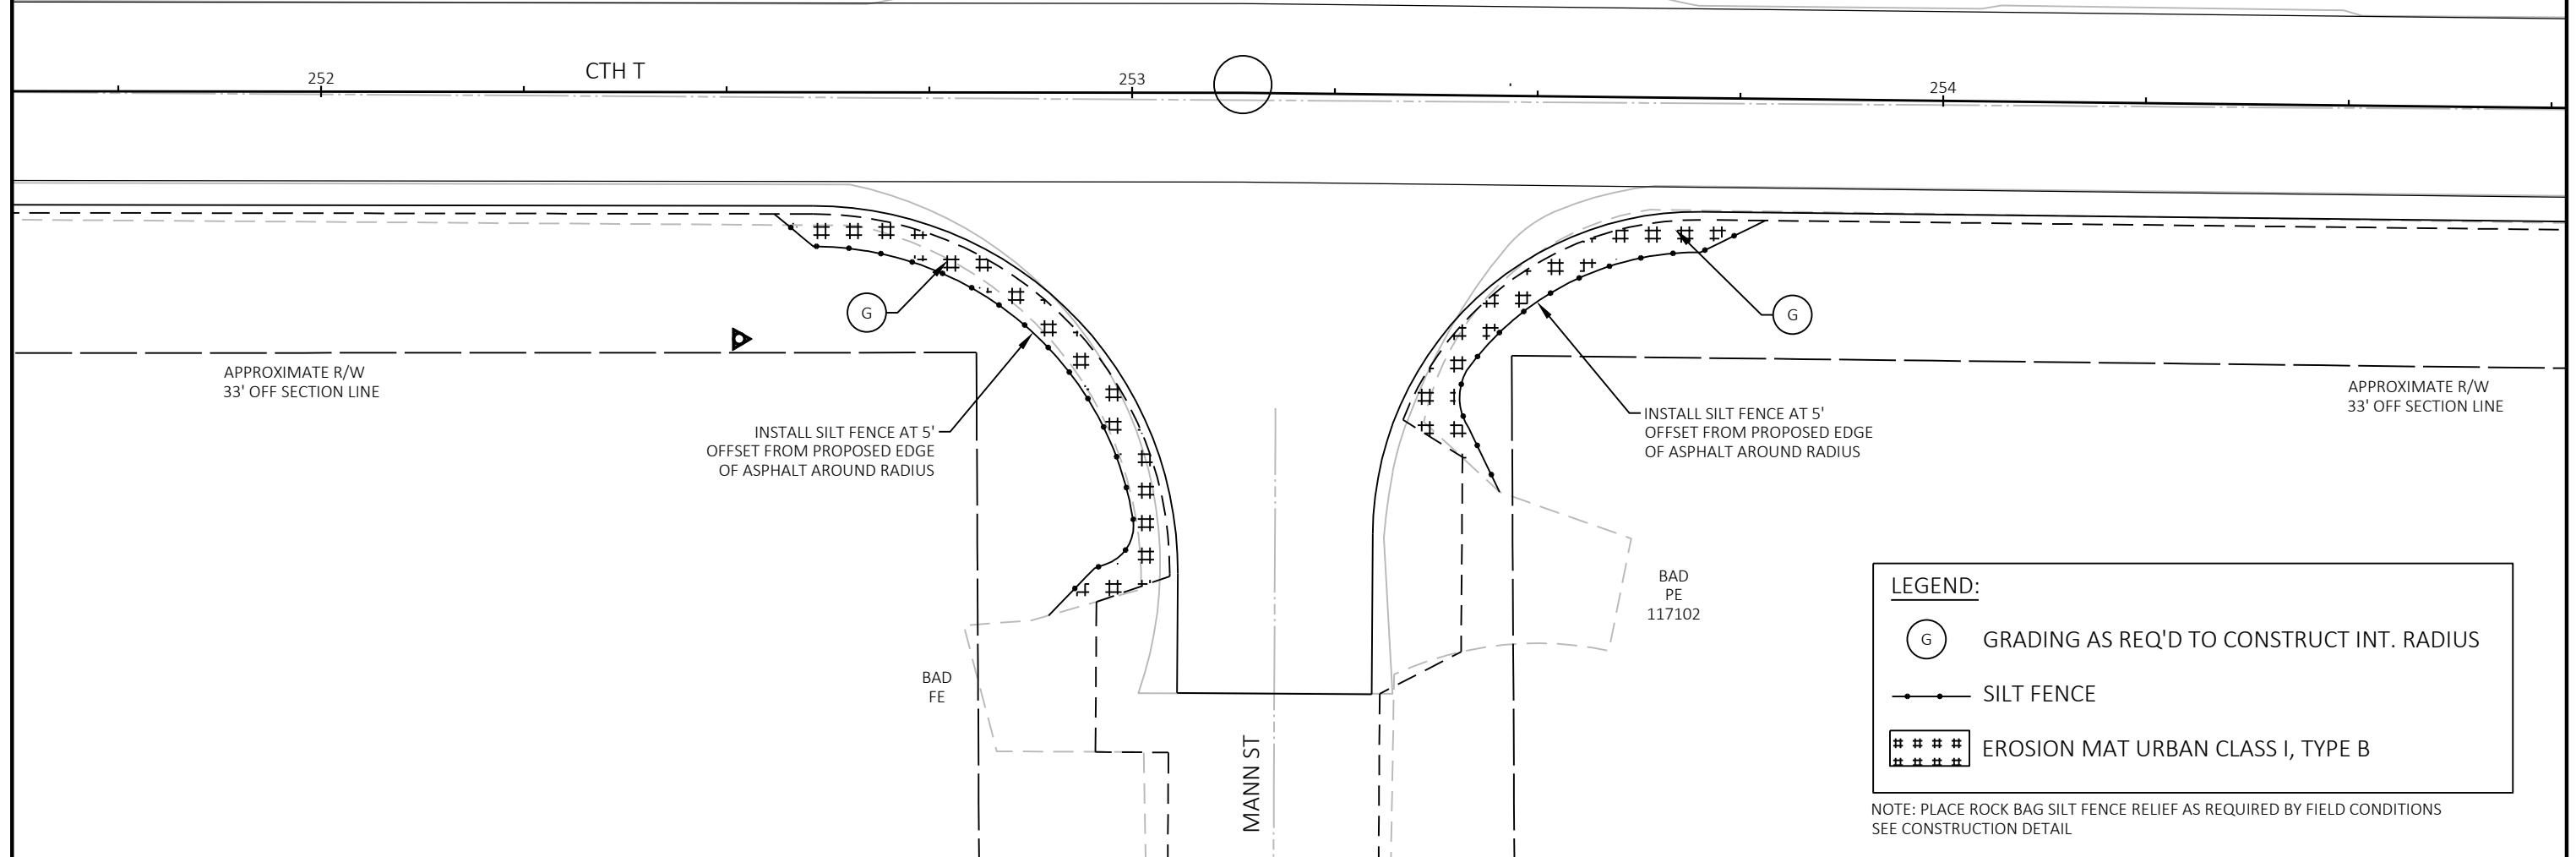 252
CTH T
253
254
G
G
APPROXIMATE R/W
33' OFF SECTION LINE
INSTALL SILT FENCE AT 5'
OFFSET FROM PROPOSED EDGE
OF ASPHALT AROUND RADIUS
INSTALL SILT FENCE AT 5'
OFFSET FROM PROPOSED EDGE
OF ASPHALT AROUND RADIUS
APPROXIMATE R/W
33' OFF SECTION LINE
BAD
FE
MANN ST
BAD
PE
117102
LEGEND:
G GRADING AS REQ'D TO CONSTRUCT INT. RADIUS
SILT FENCE
EROSION MAT URBAN CLASS I, TYPE B
NOTE: PLACE ROCK BAG SILT FENCE RELIEF AS REQUIRED BY FIELD CONDITIONS
SEE CONSTRUCTION DETAIL